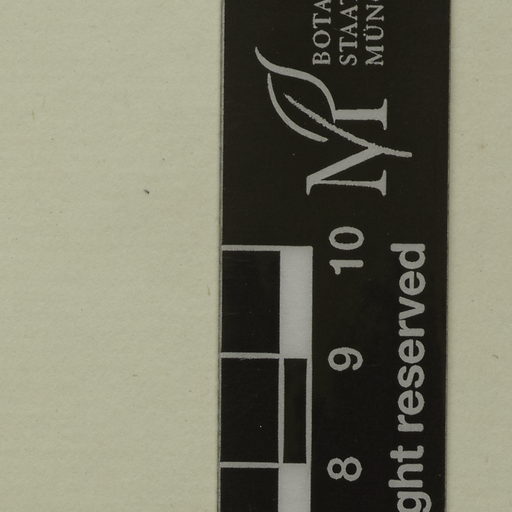 BOTA
STAAT
MÜN
M
10
9
8
ght reserved